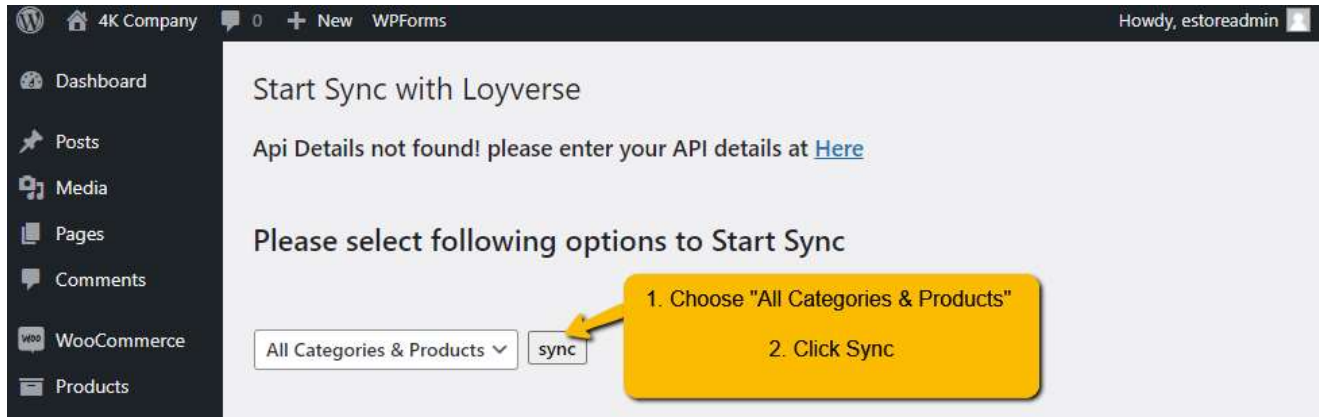 4K Company 0 + New WPForms Howdy, estoreadmin
Dashboard
Posts
Media
Pages
Comments
WOO WooCommerce
Products
Start Sync with Loyverse
Api Details not found! please enter your API details at Here
Please select following options to Start Sync
All Categories & Products sync
1. Choose "All Categories & Products"
2. Click Sync